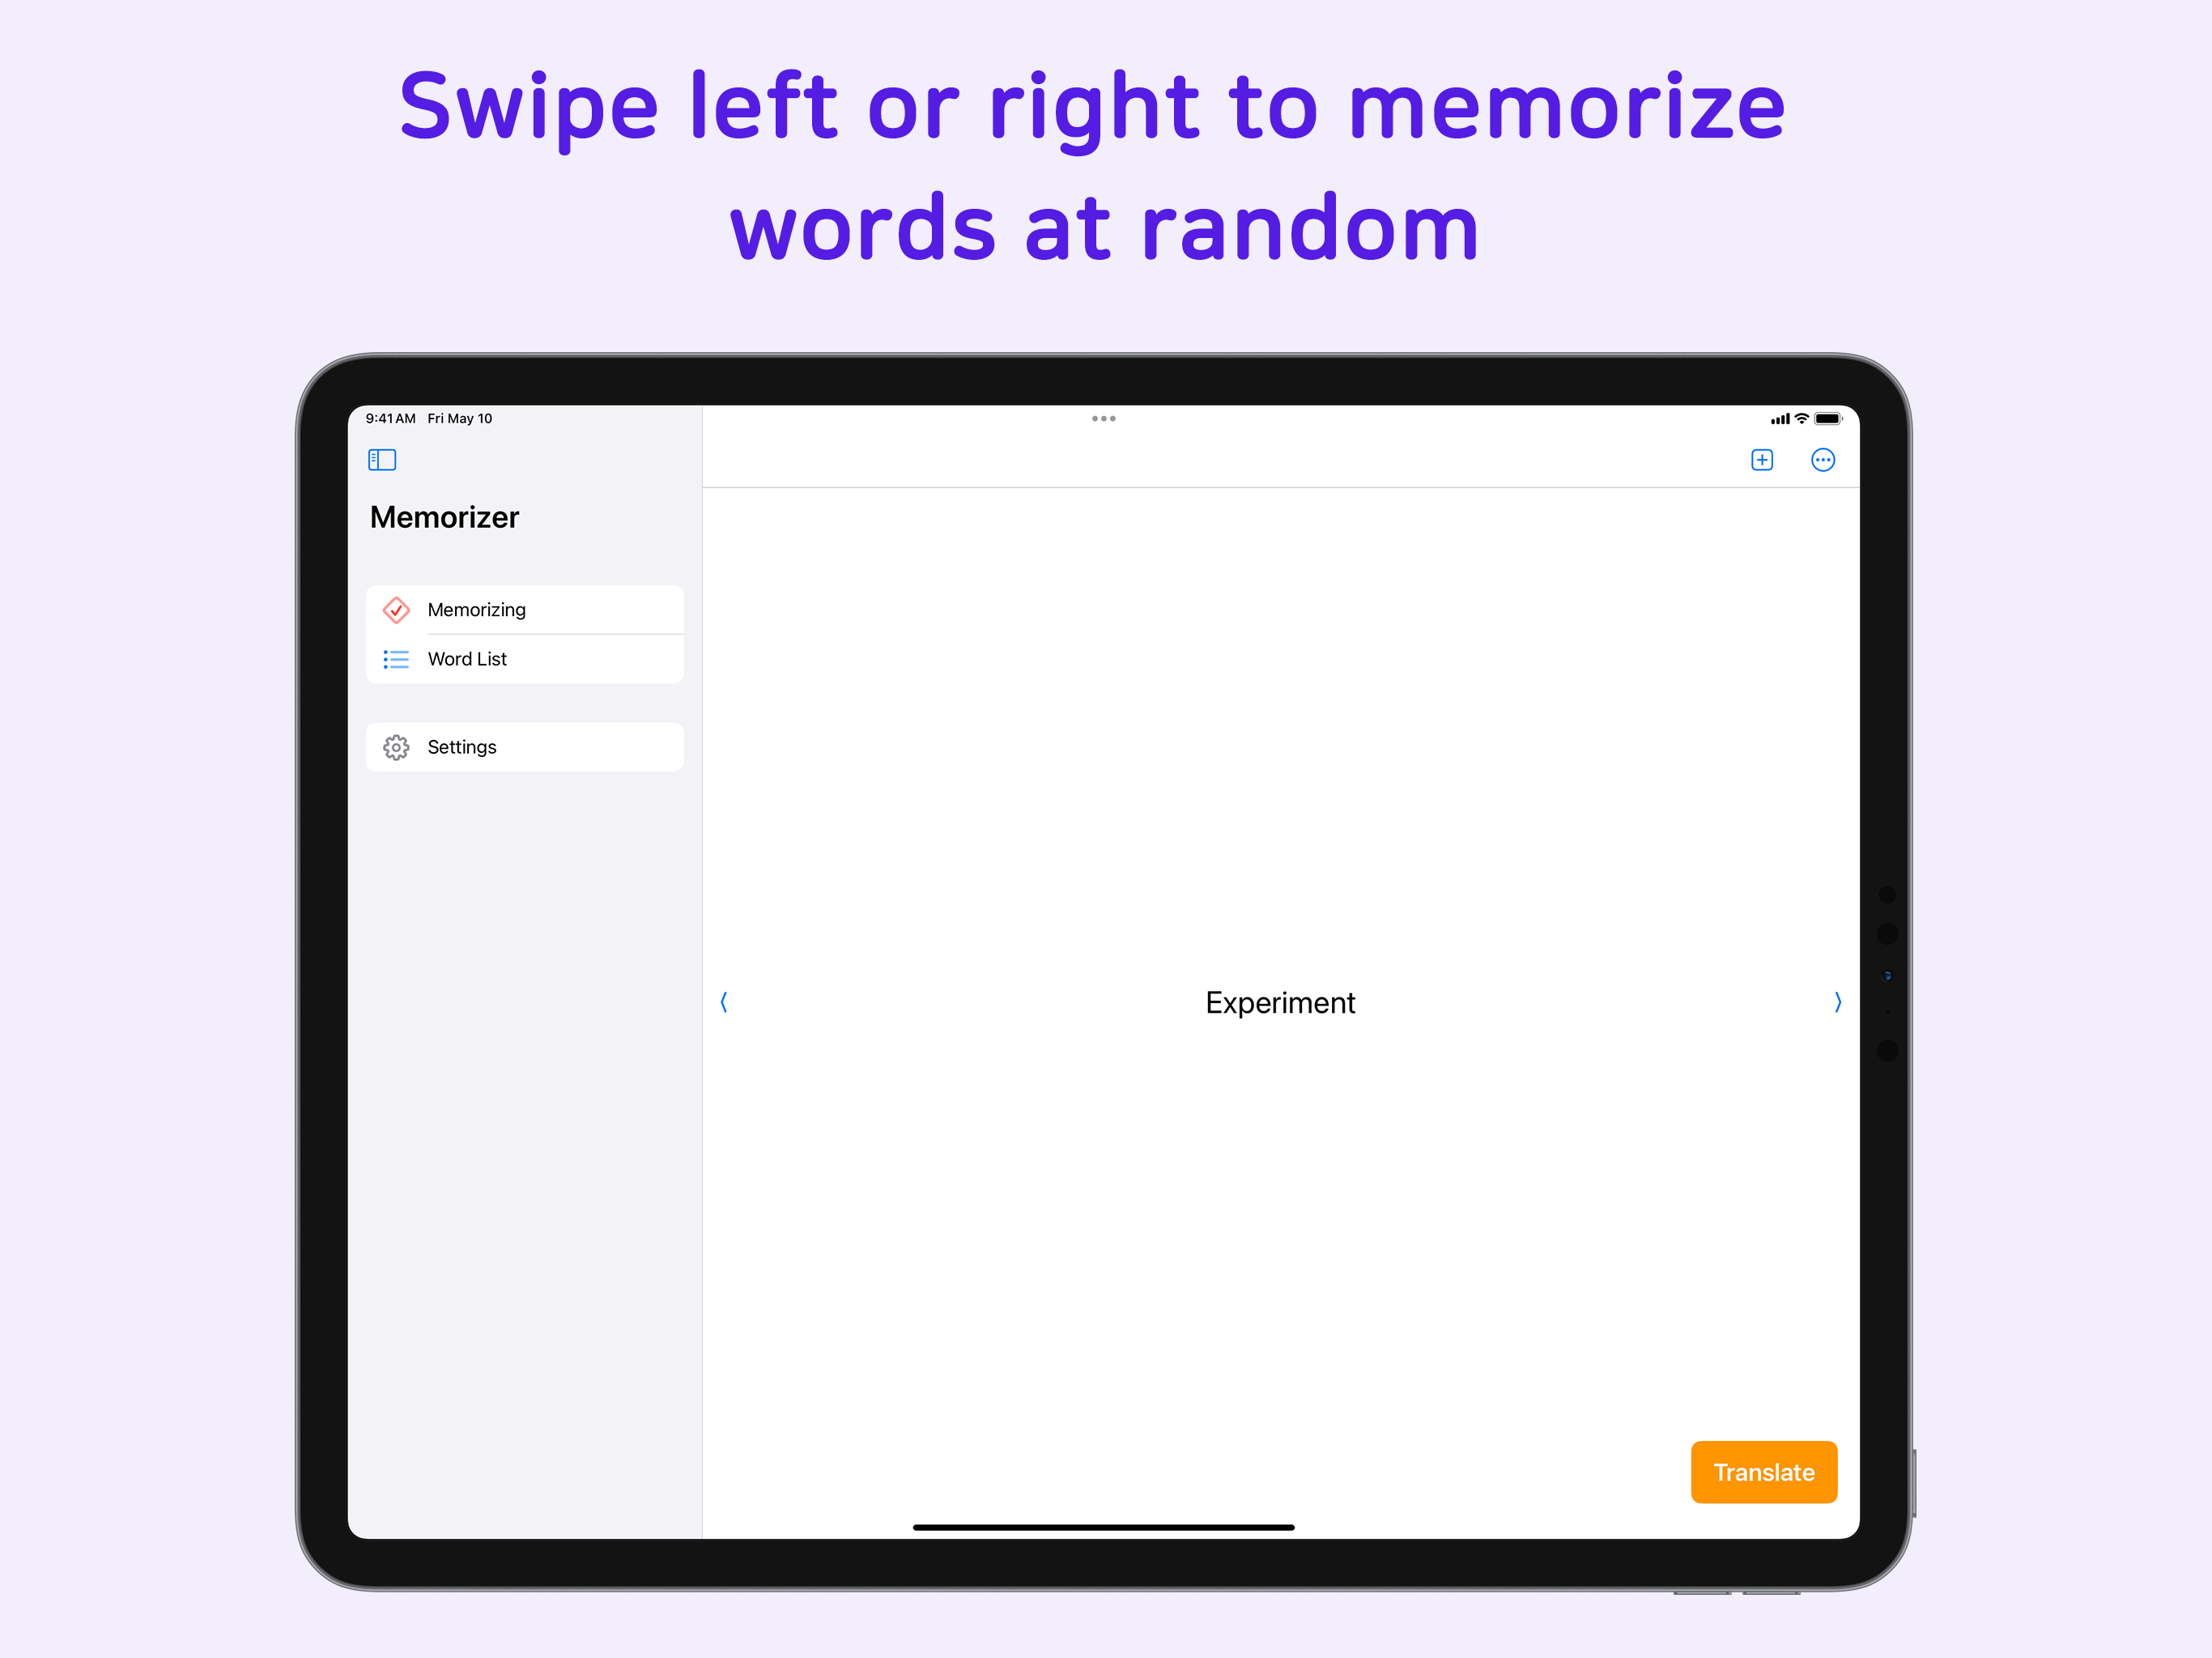 Swipe left or right to memorize
words at random
9:41 AM Fri May 10
Memorizer
Memorizing
Word List
Settings
Experiment
Translate